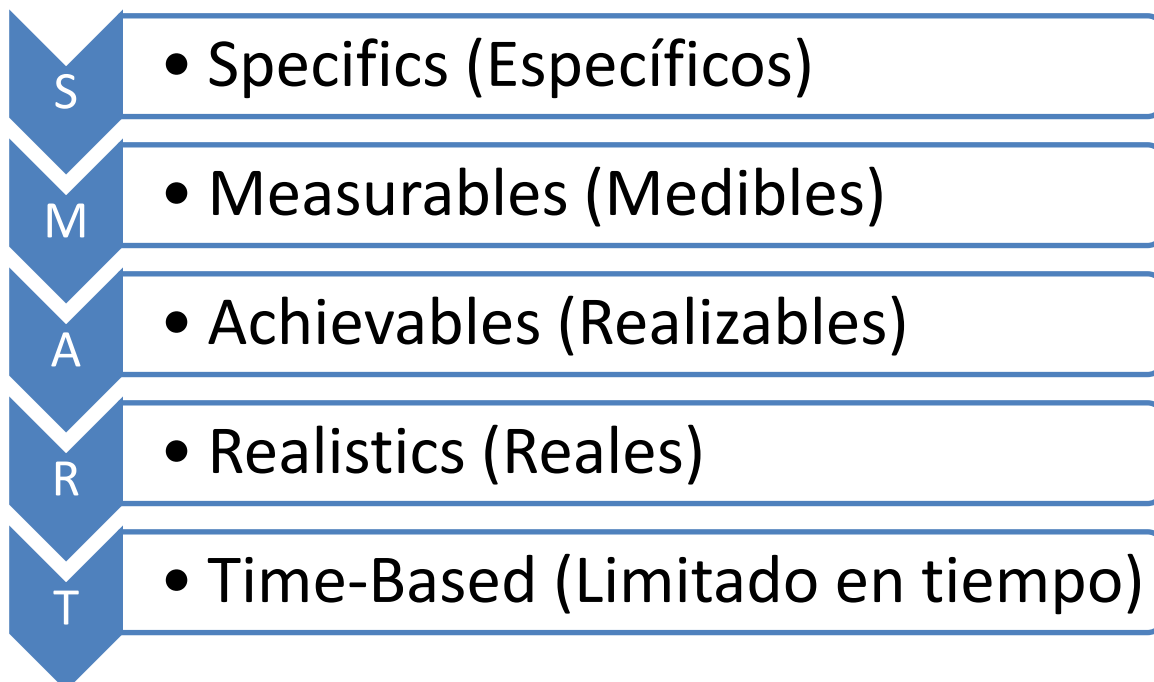 S
• Specifics (Específicos)
M
• Measurables (Medibles)
A
• Achievables (Realizables)
R
• Realistics (Reales)
T
• Time-Based (Limitado en tiempo)